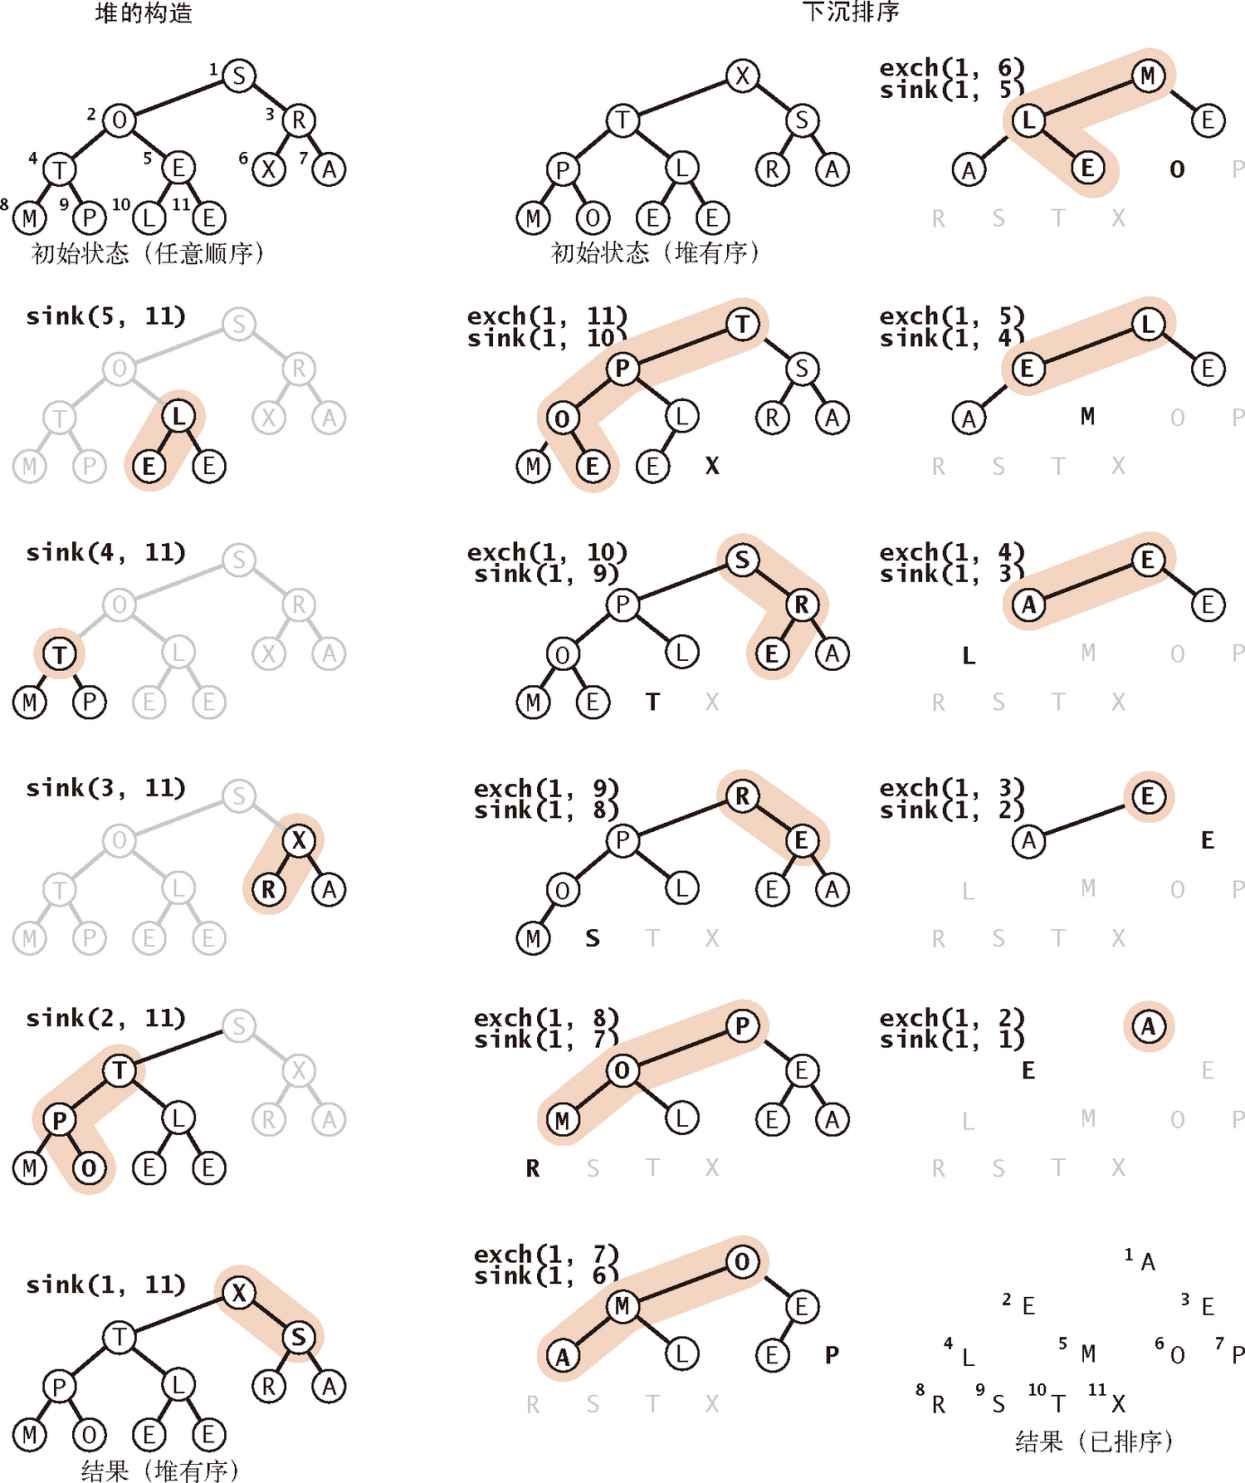 堆的构造
1 S
2 O 3 R
4 T 5 E 6 X 7 A
8 M 9 P 10 L 11 E
初始状态（任意顺序）
sink(5, 11)
S
O R
T L X A
M P E E
sink(4, 11)
S
O R
T L X A
M P E E
sink(3, 11)
S
O X
T L R A
M P E E
sink(2, 11)
S
T X
P L R A
M O E E
sink(1, 11)
X
T S
P L R A
M O E E
结果（堆有序）
下沉排序
X
T S
P L R A
M O E E
初始状态（堆有序）
exch(1, 11)
sink(1, 10)
T
P S
O L R A
M E E X
exch(1, 10)
sink(1, 9)
S
P R
O L E A
M E T X
exch(1, 9)
sink(1, 8)
R
P E
O L E A
M S T X
exch(1, 8)
sink(1, 7)
P
O E
M L E A
R S T X
exch(1, 7)
sink(1, 6)
O
M E
A L E P
R S T X
exch(1, 6)
sink(1, 5)
M
L E
A E O P
R S T X
exch(1, 5)
sink(1, 4)
L
E E
A M O P
R S T X
exch(1, 4)
sink(1, 3)
E
A E
L M O P
R S T X
exch(1, 3)
sink(1, 2)
E
A E
L M O P
R S T X
exch(1, 2)
sink(1, 1)
A
E E
L M O P
R S T X
1 A
2 E 3 E
4 L 5 M 6 O 7 P
8 R 9 S 10 T 11 X
结果（已排序）